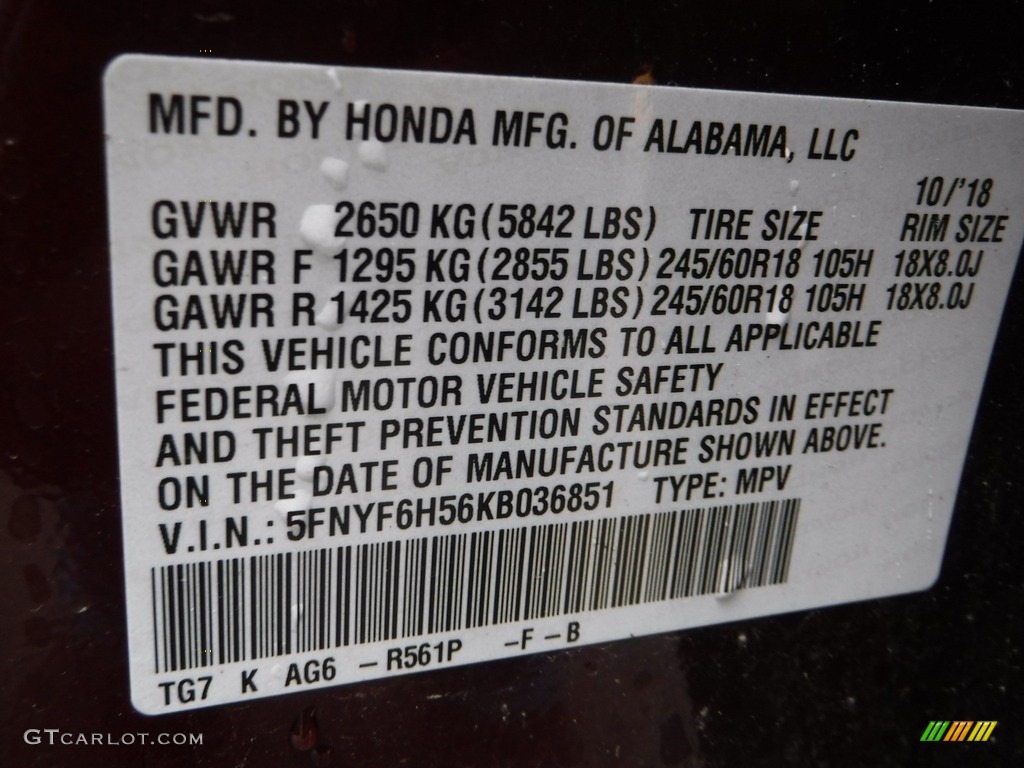 MFD. BY HONDA MFG. OF ALABAMA, LLC
10/'18
GVWR 2650 KG (5842 LBS) TIRE SIZE RIM SIZE
GAWR F 1295 KG (2855 LBS) 245/60R18 105H 18X8.0J
GAWR R 1425 KG (3142 LBS) 245/60R18 105H 18X8.0J
THIS VEHICLE CONFORMS TO ALL APPLICABLE
FEDERAL MOTOR VEHICLE SAFETY
AND THEFT PREVENTION STANDARDS IN EFFECT
ON THE DATE OF MANUFACTURE SHOWN ABOVE.
V.I.N.: 5FNYF6H56KB036851 TYPE: MPV
TG7 K AG6 -R561P -F-B
GTCARLOT.COM